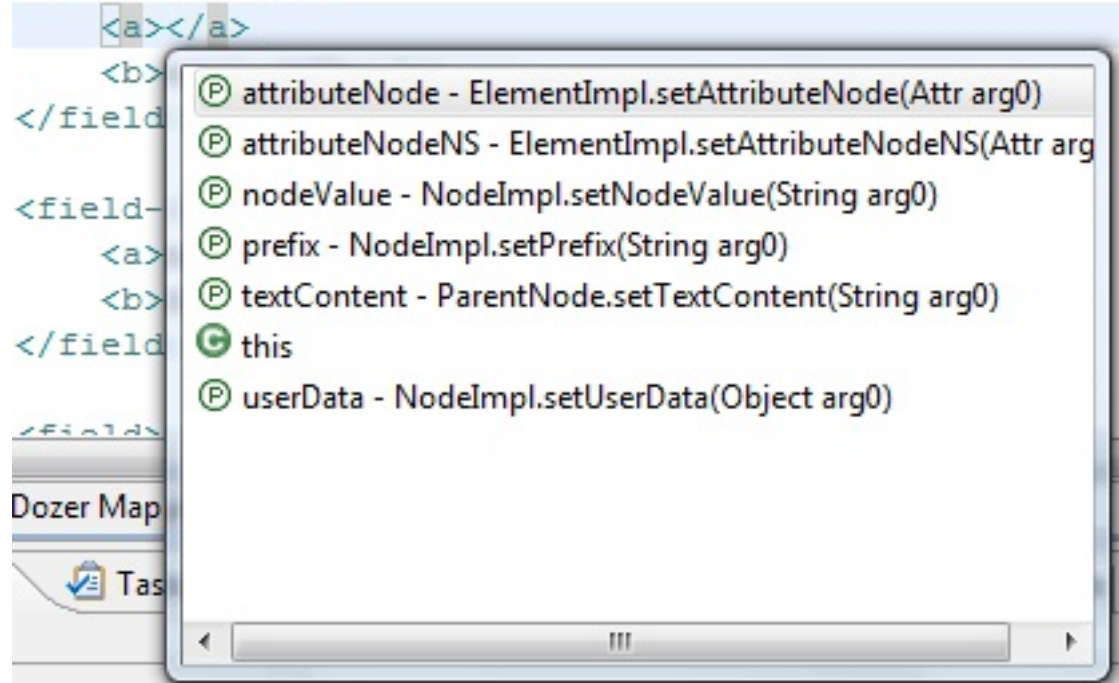 <a></a>
<b>
</field
<field-
<a>
<b>
</field
<field>
attributeNode - ElementImpl.setAttributeNode(Attr arg0)
attributeNodeNS - ElementImpl.setAttributeNodeNS(Attr arg
nodeValue - NodeImpl.setNodeValue(String arg0)
prefix - NodeImpl.setPrefix(String arg0)
textContent - ParentNode.setTextContent(String arg0)
this
userData - NodeImpl.setUserData(Object arg0)
Dozer Map
Tas